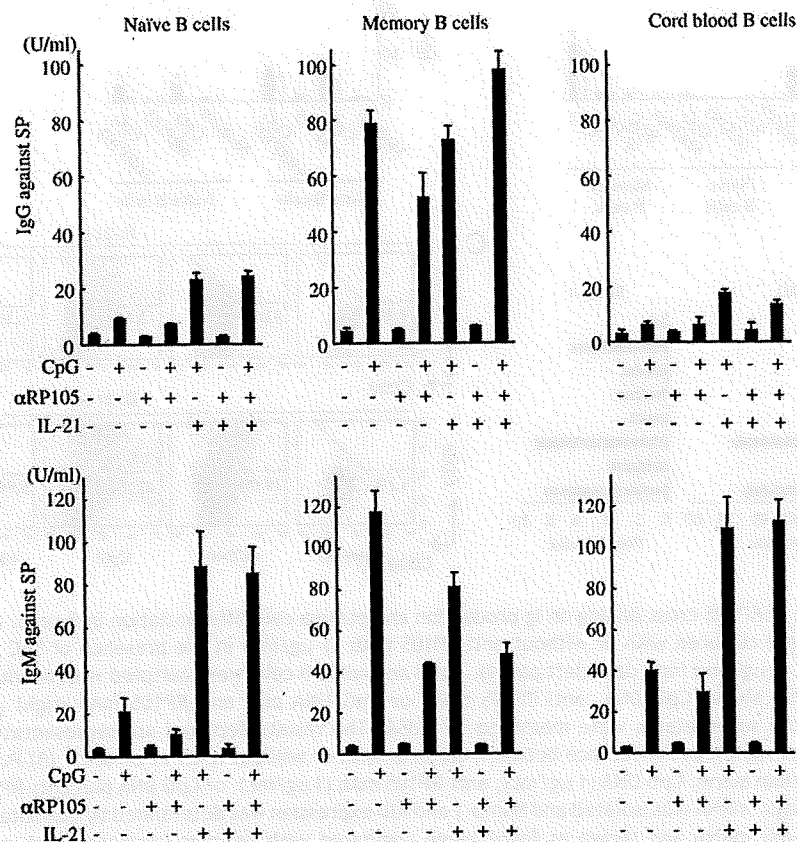 Naïve B cells Memory B cells Cord blood B cells
(U/ml)
IgG against SP
100 100 100
80 80 80
60 60 60
40 40 40
20 20 20
0 0 0
CpG - + - + + - + - + - + + - + - + - + + - +
αRP105 - - + + - + + - - + + - + + - - + + - + +
IL-21 - - - - + + + - - - - + + + - - - - + + +
(U/ml)
IgM against SP
120 120 120
100 100 100
80 80 80
60 60 60
40 40 40
20 20 20
0 0 0
CpG - + - + + - + - + - + + - + - + - + + - +
αRP105 - - + + - + + - - + + - + + - - + + - + +
IL-21 - - - - + + + - - - - + + + - - - - + + +